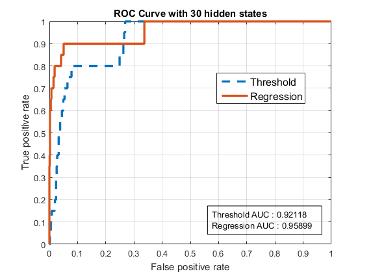 ROC Curve with 30 hidden states
1
0.9
0.8
0.7
0.6
0.5
0.4
0.3
0.2
0.1
0
True positive rate
Threshold
Regression
Threshold AUC : 0.92118
Regression AUC : 0.95899
0 0.1 0.2 0.3 0.4 0.5 0.6 0.7 0.8 0.9 1
False positive rate